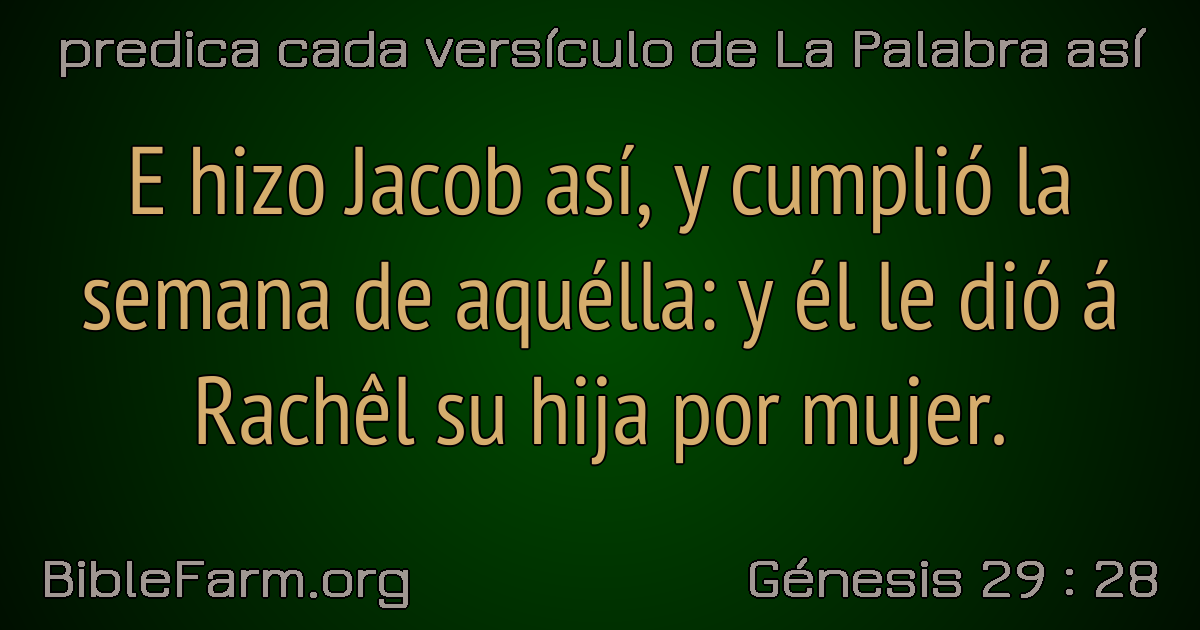 predica cada versículo de La Palabra así
E hizo Jacob así, y cumplió la
semana de aquélla: y él le dió á
Rachêl su hija por mujer.
BibleFarm.org
Génesis 29 : 28